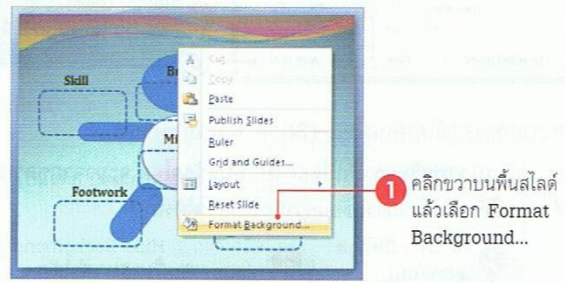 Skill
Cut
Copy
Paste
Publish Slides
Ruler
Grid and Guides...
Layout
Reset Slide
Format Background...
Footwork
1 คลิกขวาบนพื้นสไลด์
แล้วเลือก Format
Background...